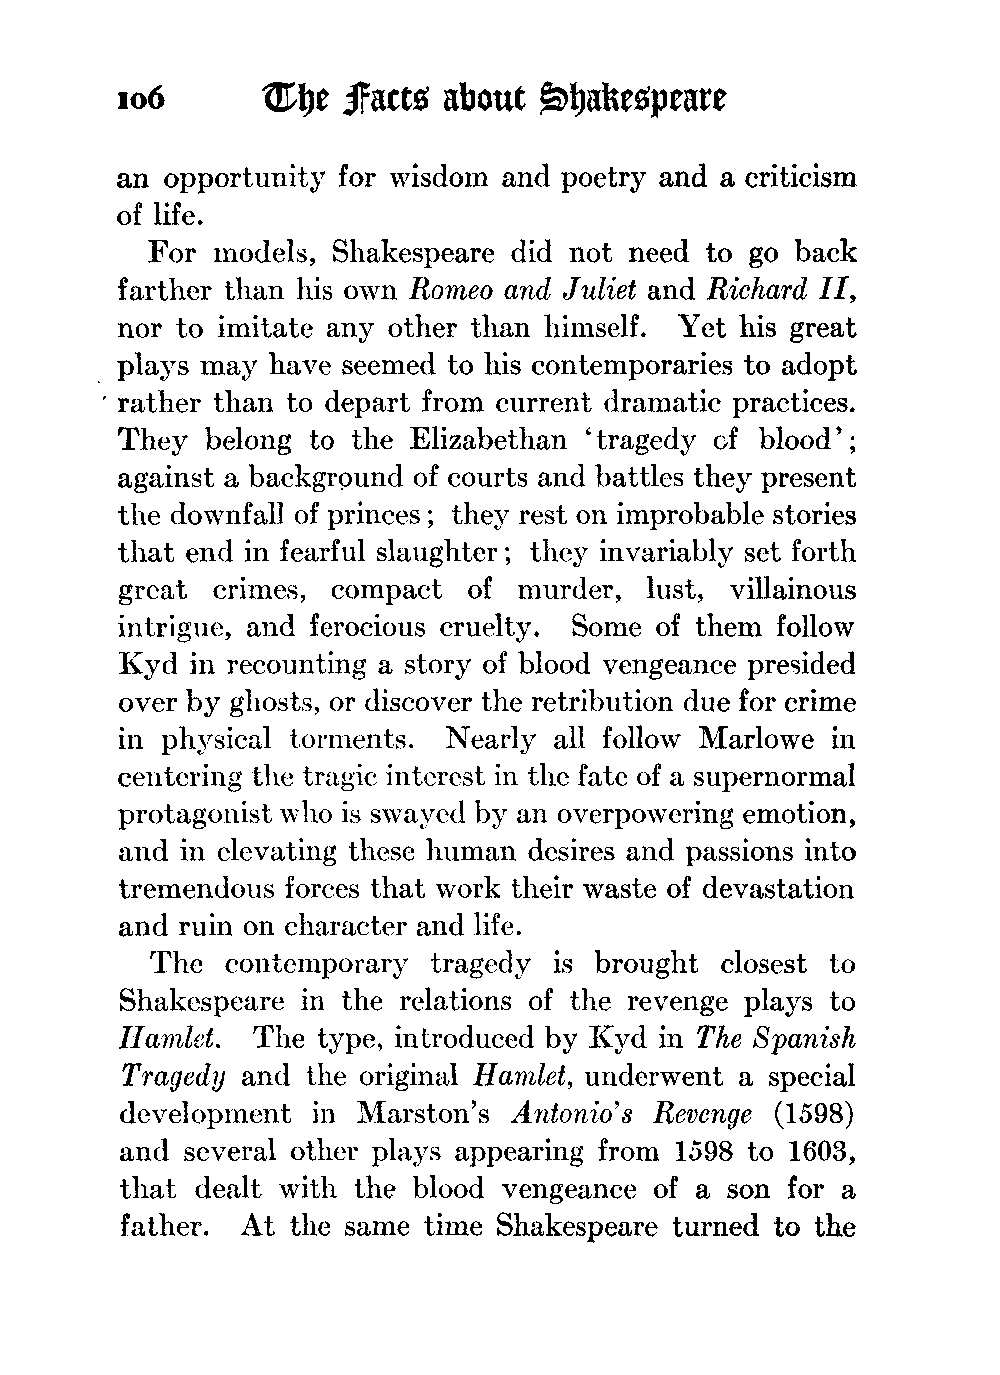 106 The Facts about Shakespeare
an opportunity for wisdom and poetry and a criticism
of life.
For models, Shakespeare did not need to go back
farther than his own Romeo and Juliet and Richard II,
nor to imitate any other than himself. Yet his great
plays may have seemed to his contemporaries to adopt
rather than to depart from current dramatic practices.
They belong to the Elizabethan ‘tragedy of blood’;
against a background of courts and battles they present
the downfall of princes; they rest on improbable stories
that end in fearful slaughter; they invariably set forth
great crimes, compact of murder, lust, villainous
intrigue, and ferocious cruelty. Some of them follow
Kyd in recounting a story of blood vengeance presided
over by ghosts, or discover the retribution due for crime
in physical torments. Nearly all follow Marlowe in
centering the tragic interest in the fate of a supernormal
protagonist who is swayed by an overpowering emotion,
and in elevating these human desires and passions into
tremendous forces that work their waste of devastation
and ruin on character and life.
The contemporary tragedy is brought closest to
Shakespeare in the relations of the revenge plays to
Hamlet. The type, introduced by Kyd in The Spanish
Tragedy and the original Hamlet, underwent a special
development in Marston's Antonio's Revenge (1598)
and several other plays appearing from 1598 to 1603,
that dealt with the blood vengeance of a son for a
father. At the same time Shakespeare turned to the